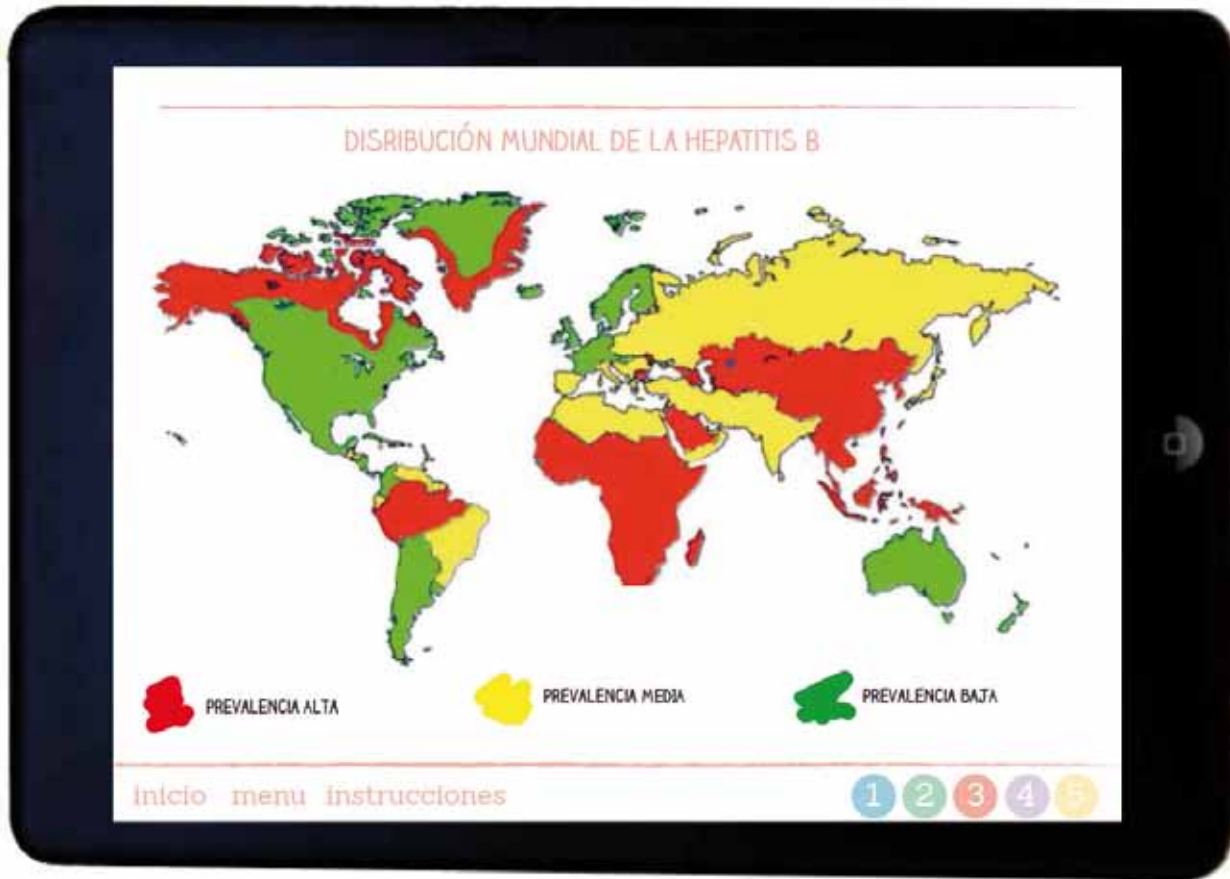 DISRIBUCIÓN MUNDIAL DE LA HEPATITIS B
PREVALENCIA ALTA
PREVALENCIA MEDIA
PREVALENCIA BAJA
inicio menu instrucciones
1 2 3 4 5